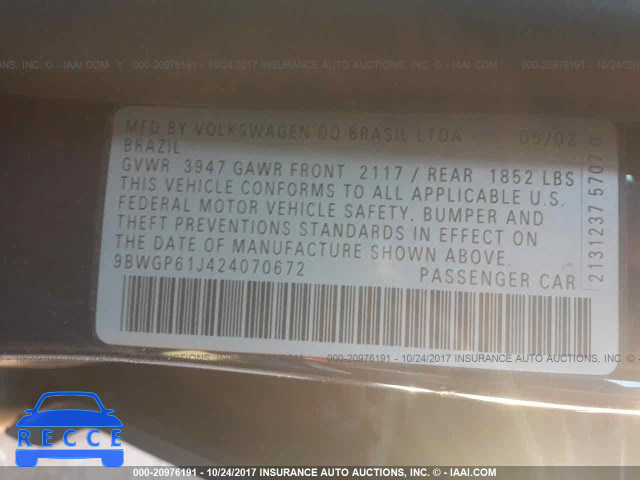 000-20976191 - 10/24/2017 INSURANCE AUTO AUCTIONS, INC. - © IAAI.COM
MFD BY VOLKSWAGEN DO BRASIL LTDA 05/02
BRAZIL
GVWR 3947 GAWR FRONT 2117 / REAR 1852 LBS
THIS VEHICLE CONFORMS TO ALL APPLICABLE U.S.
FEDERAL MOTOR VEHICLE SAFETY, BUMPER AND
THEFT PREVENTIONS STANDARDS IN EFFECT ON
THE DATE OF MANUFACTURE SHOWN ABOVE.
9BWGP61J424070672 PASSENGER CAR
2131237 57070
000-20976191 - 10/24/2017 INSURANCE AUTO AUCTIONS, INC. - © IAAI.COM
RECCE
000-20976191 - 10/24/2017 INSURANCE AUTO AUCTIONS, INC. - © IAAI.COM